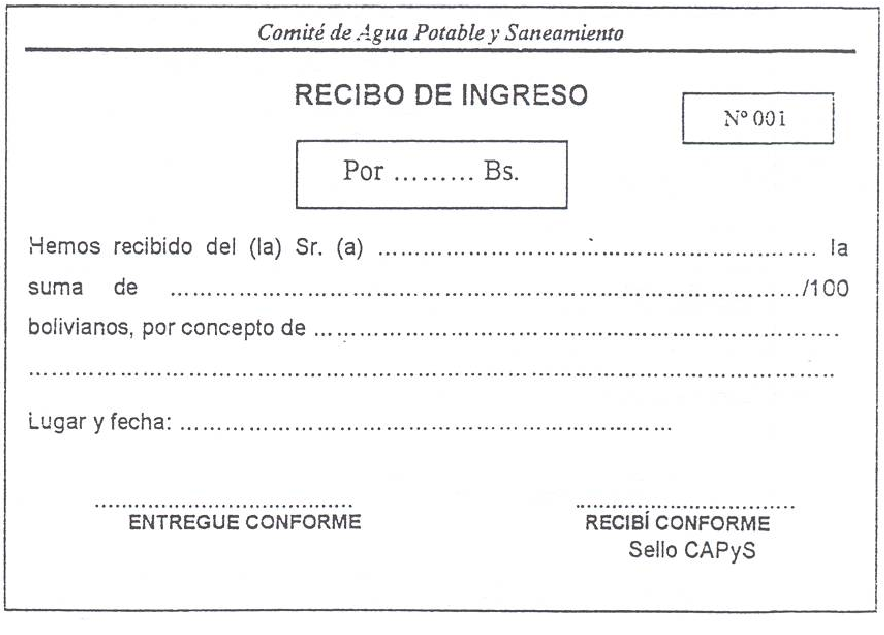 Comité de Agua Potable y Saneamiento
RECIBO DE INGRESO
Nº 001
Por ......... Bs.
Hemos recibido del (la) Sr. (a) ............................................................ la
suma de ...................................................................................../100
bolivianos, por concepto de ......................................................................
...........................................................................................................
Lugar y fecha: ..................................................................
.................................... ....................................
ENTREGUE CONFORME RECIBÍ CONFORME
Sello CAPyS